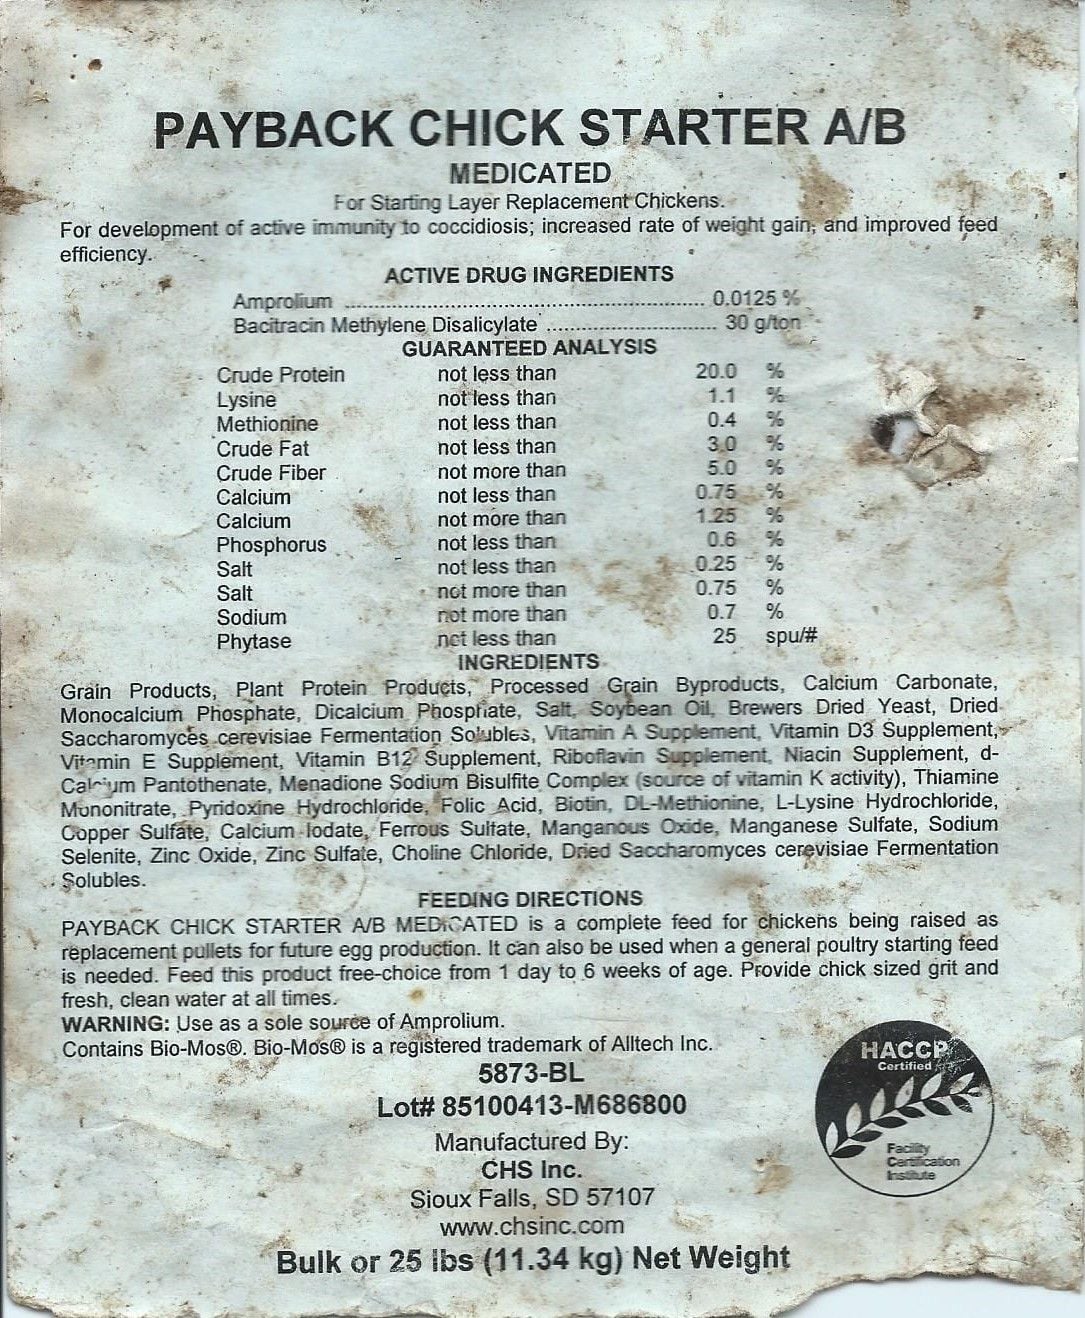 PAYBACK CHICK STARTER A/B
MEDICATED
For Starting Layer Replacement Chickens.
For development of active immunity to coccidiosis; increased rate of weight gain, and improved feed
efficiency.
ACTIVE DRUG INGREDIENTS
Amprolium ........................................................ 0.0125 %
Bacitracin Methylene Disalicylate ............................ 30 g/ton
GUARANTEED ANALYSIS
Crude Protein not less than 20.0 %
Lysine not less than 1.1 %
Methionine not less than 0.4 %
Crude Fat not less than 3.0 %
Crude Fiber not more than 5.0 %
Calcium not less than 0.75 %
Calcium not more than 1.25 %
Phosphorus not less than 0.6 %
Salt not less than 0.25 %
Salt not more than 0.75 %
Sodium not more than 0.7 %
Phytase not less than 25 spu/#
INGREDIENTS
Grain Products, Plant Protein Products, Processed Grain Byproducts, Calcium Carbonate,
Monocalcium Phosphate, Dicalcium Phosphate, Salt, Soybean Oil, Brewers Dried Yeast, Dried
Saccharomyces cerevisiae Fermentation Solubles, Vitamin A Supplement, Vitamin D3 Supplement,
Vitamin E Supplement, Vitamin B12 Supplement, Riboflavin Supplement, Niacin Supplement, d-
Calcium Pantothenate, Menadione Sodium Bisulfite Complex (source of vitamin K activity), Thiamine
Mononitrate, Pyridoxine Hydrochloride, Folic Acid, Biotin, DL-Methionine, L-Lysine Hydrochloride,
Copper Sulfate, Calcium Iodate, Ferrous Sulfate, Manganous Oxide, Manganese Sulfate, Sodium
Selenite, Zinc Oxide, Zinc Sulfate, Choline Chloride, Dried Saccharomyces cerevisiae Fermentation
Solubles.
FEEDING DIRECTIONS
PAYBACK CHICK STARTER A/B MEDICATED is a complete feed for chickens being raised as
replacement pullets for future egg production. It can also be used when a general poultry starting feed
is needed. Feed this product free-choice from 1 day to 6 weeks of age. Provide chick sized grit and
fresh, clean water at all times.
WARNING: Use as a sole source of Amprolium.
Contains Bio-Mos®. Bio-Mos® is a registered trademark of Alltech Inc.
5873-BL
Lot# 85100413-M686800
Manufactured By:
CHS Inc.
Sioux Falls, SD 57107
www.chsinc.com
Bulk or 25 lbs (11.34 kg) Net Weight
HACCP
Certified
Facility
Certification
Institute